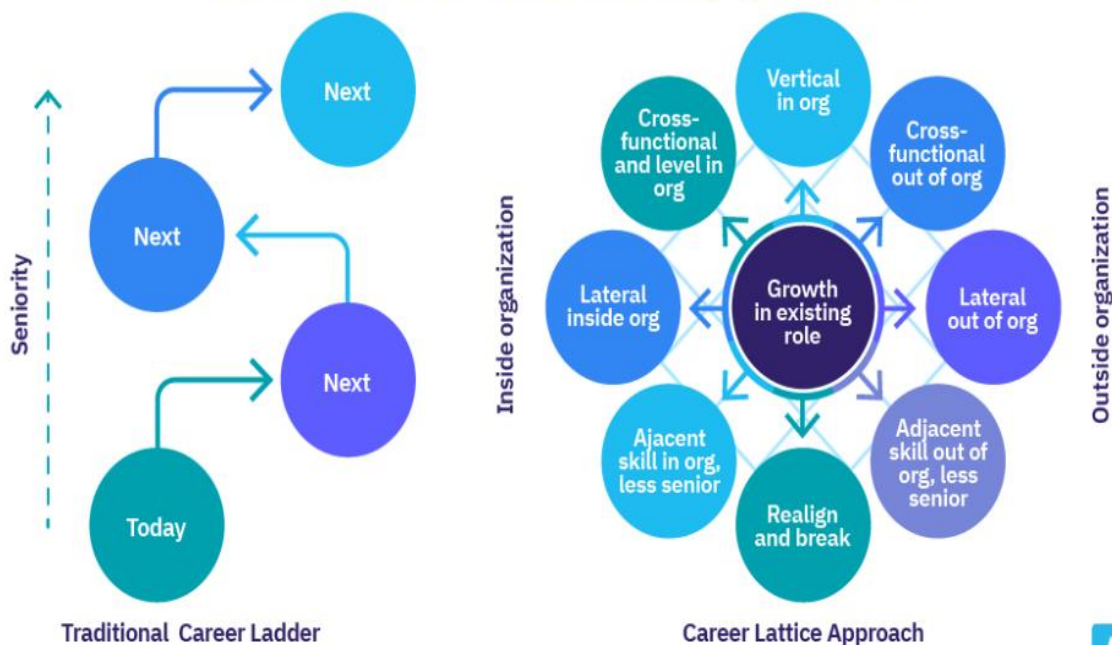 Seniority
Next
Next
Next
Today
Traditional Career Ladder
Inside organization
Vertical
in org
Cross-
functional
and level in
org
Cross-
functional
out of org
Lateral
inside org
Growth
in existing
role
Lateral
out of org
Ajacent
skill in org,
less senior
Adjacent
skill out of
org, less
senior
Realign
and break
Outside organization
Career Lattice Approach